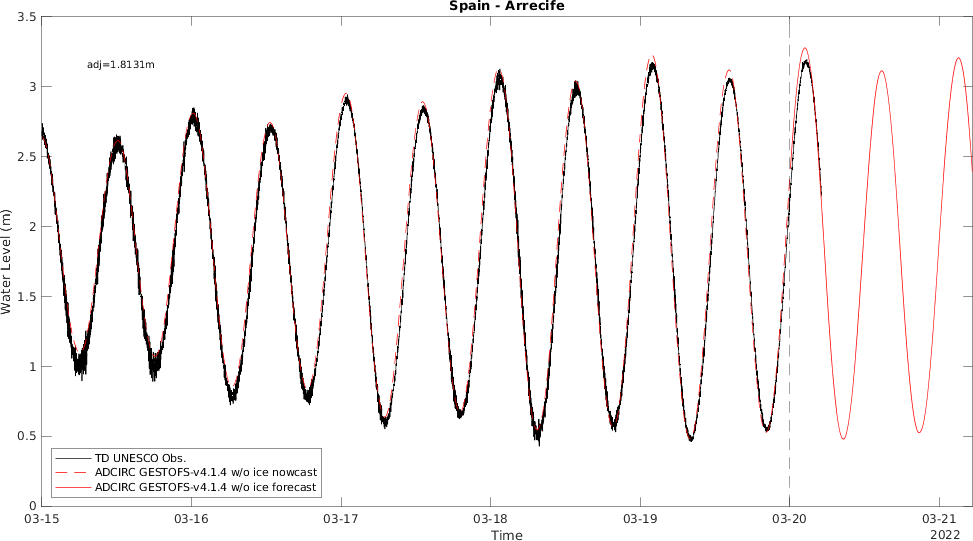 Spain - Arrecife
adj=1.8131m
3.5
3
2.5
2
1.5
1
0.5
0
Water Level (m)
TD UNESCO Obs.
ADCIRC GESTOFS-v4.1.4 w/o ice nowcast
ADCIRC GESTOFS-v4.1.4 w/o ice forecast
03-15 03-16 03-17 03-18 03-19 03-20 03-21
Time
2022